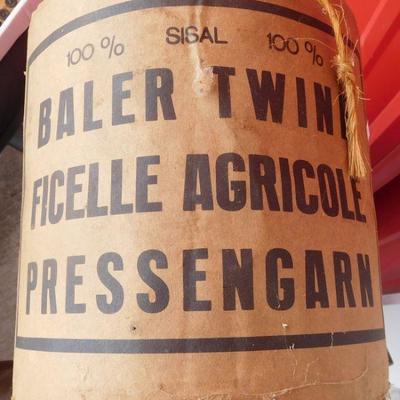 100 % SISAL 100 %
BALER TWINE
FICELLE AGRICOLE
PRESSENGARN